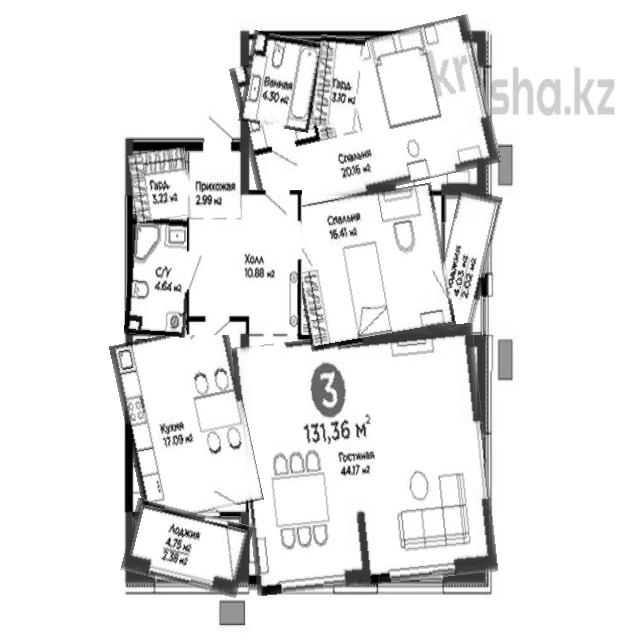 Ванная
4.30 м²
Гард.
3.10 м²
krisha.kz
Спальня
20.16 м²
Гард.
3.22 м²
Прихожая
2.99 м²
Спальня
16.41 м²
Лоджия
4.03 м²
2.02 м²
Холл
10.88 м²
С/У
4.64 м²
3
131,36 м²
Кухня
17.09 м²
Гостиная
44.17 м²
Лоджия
4.75 м²
2.38 м²